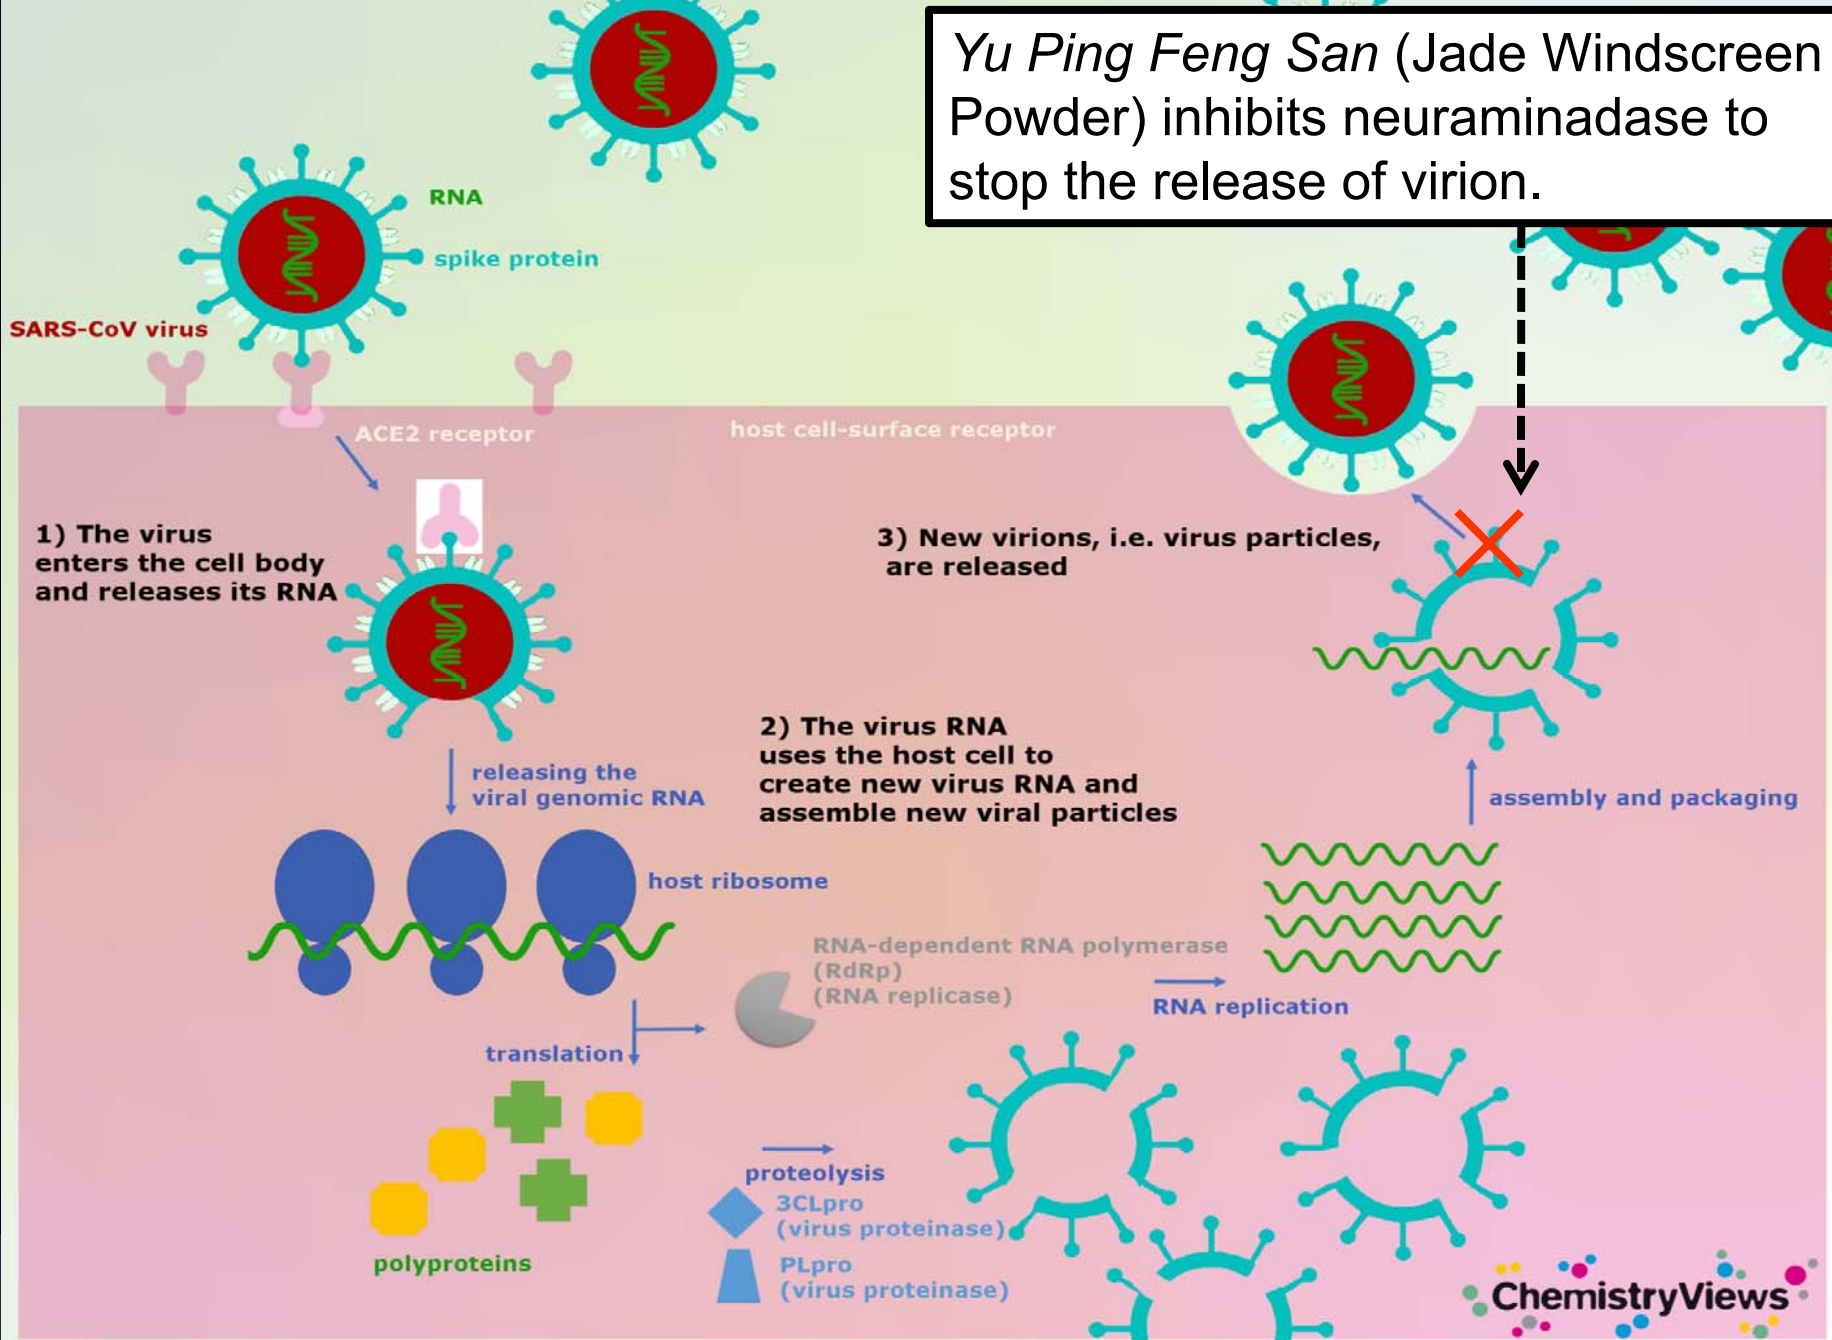 Yu Ping Feng San (Jade Windscreen
Powder) inhibits neuraminadase to
stop the release of virion.
RNA
spike protein
SARS-CoV virus
ACE2 receptor
host cell-surface receptor
1) The virus
enters the cell body
and releases its RNA
3) New virions, i.e. virus particles,
are released
2) The virus RNA
uses the host cell to
create new virus RNA and
assemble new viral particles
releasing the
viral genomic RNA
assembly and packaging
host ribosome
RNA-dependent RNA polymerase
(RdRp)
(RNA replicase)
RNA replication
translation
proteolysis
3CLpro
(virus proteinase)
polyproteins
PLpro
(virus proteinase)
ChemistryViews